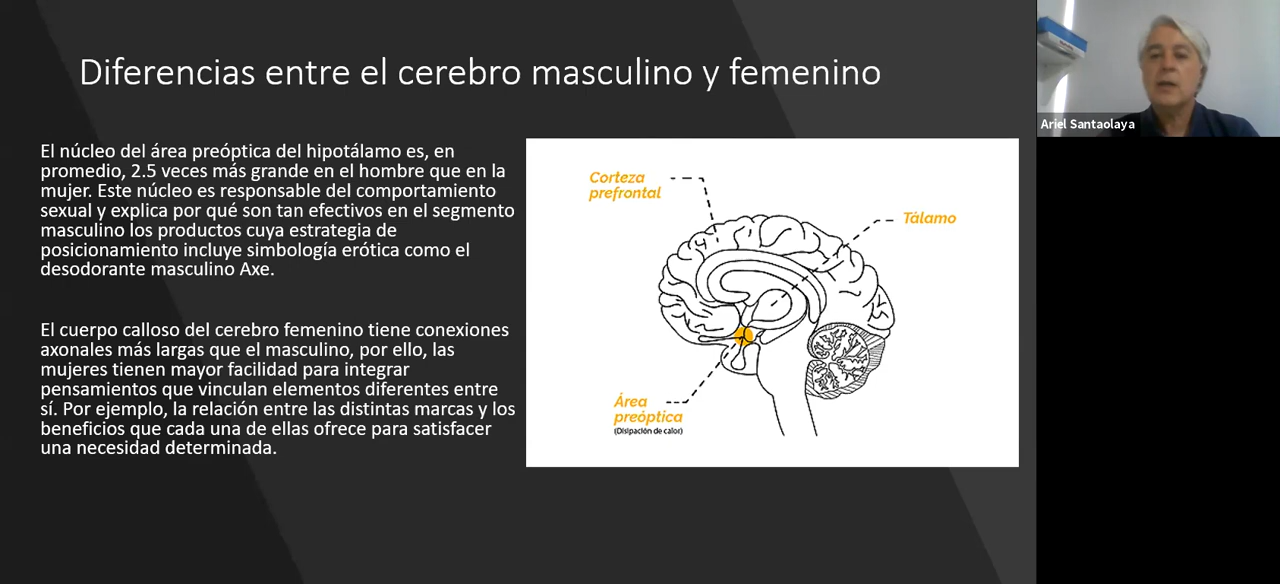 Diferencias entre el cerebro masculino y femenino
El núcleo del área preóptica del hipotálamo es, en
promedio, 2.5 veces más grande en el hombre que en la
mujer. Este núcleo es responsable del comportamiento
sexual y explica por qué son tan efectivos en el segmento
masculino los productos cuya estrategia de
posicionamiento incluye simbología erótica como el
desodorante masculino Axe.
El cuerpo calloso del cerebro femenino tiene conexiones
axonales más largas que el masculino, por ello, las
mujeres tienen mayor facilidad para integrar
pensamientos que vinculan elementos diferentes entre
sí. Por ejemplo, la relación entre las distintas marcas y los
beneficios que cada una de ellas ofrece para satisfacer
una necesidad determinada.
Corteza
prefrontal
Tálamo
Área
preóptica
(Disipación de calor)
Ariel Santaolaya